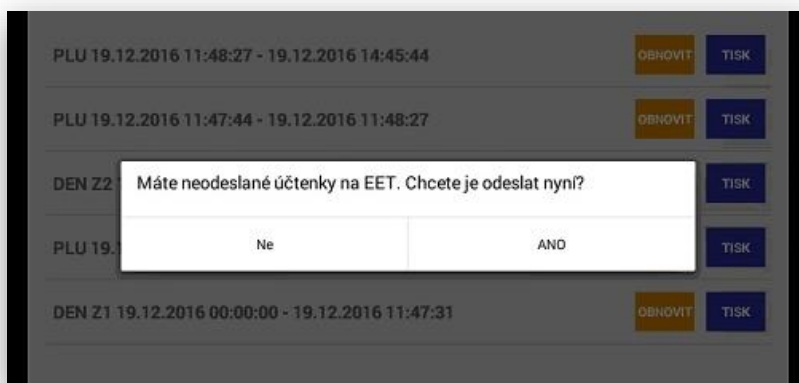 PLU 19.12.2016 11:48:27 - 19.12.2016 14:45:44 OBNOVIT TISK
PLU 19.12.2016 11:47:44 - 19.12.2016 11:48:27 OBNOVIT TISK
DEN Z2 TISK
Máte neodeslané účtenky na EET. Chcete je odeslat nyní?
PLU 19. TISK
Ne ANO
DEN Z1 19.12.2016 00:00:00 - 19.12.2016 11:47:31 OBNOVIT TISK